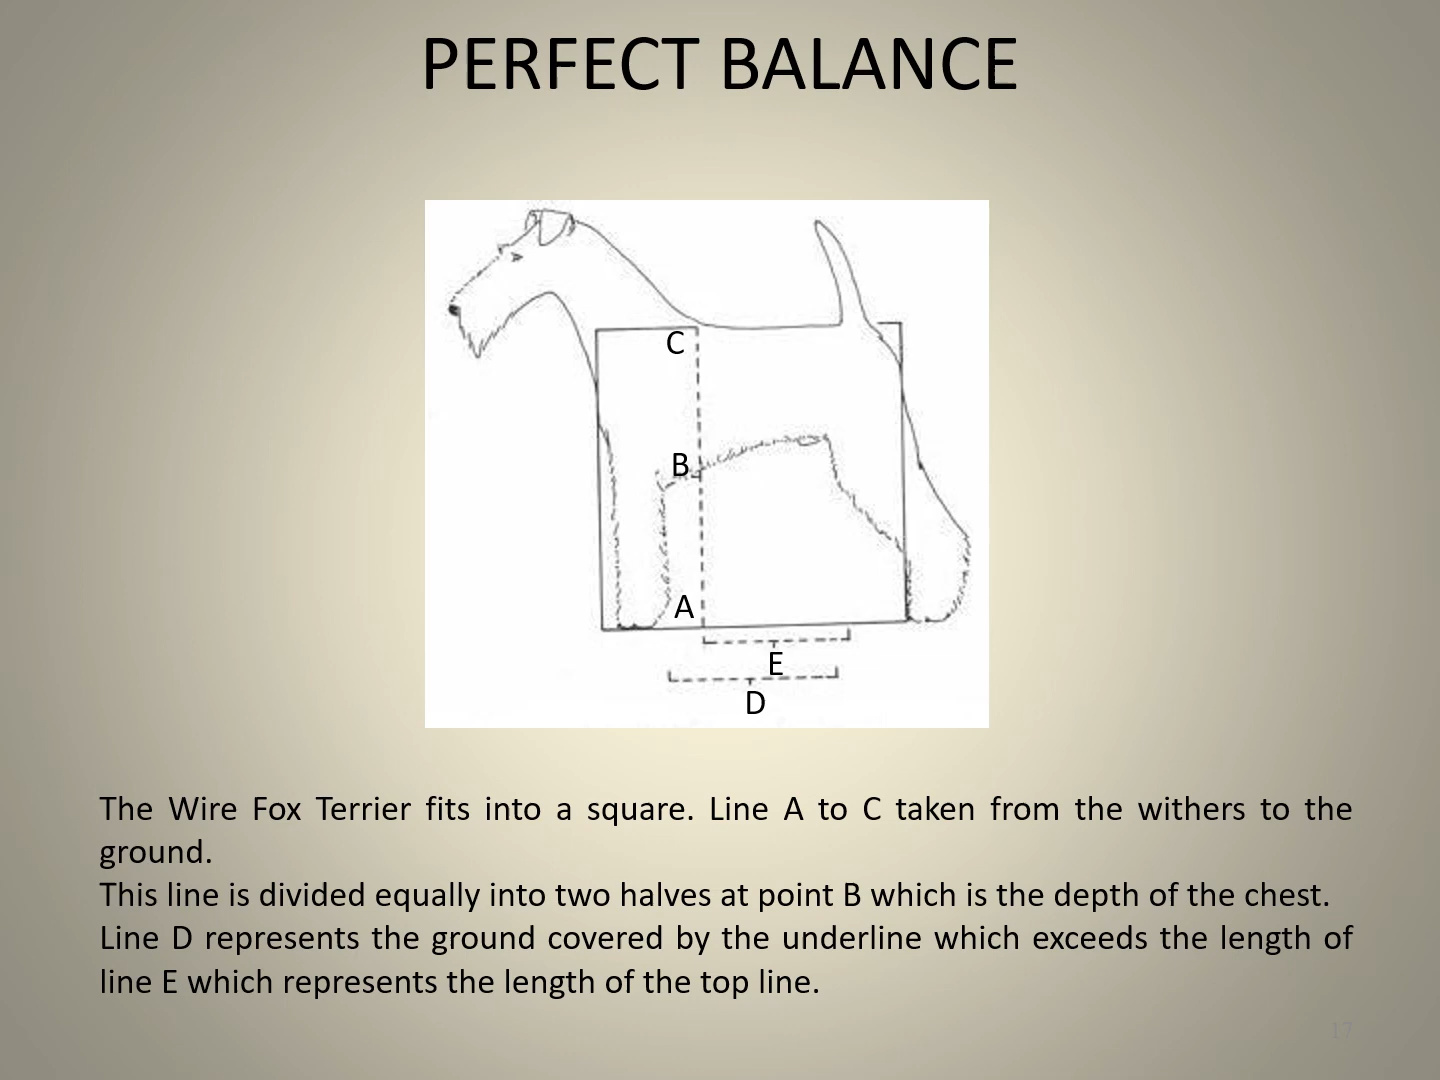 PERFECT BALANCE
C
B
A
E
D
The Wire Fox Terrier fits into a square. Line A to C taken from the withers to the
ground.
This line is divided equally into two halves at point B which is the depth of the chest.
Line D represents the ground covered by the underline which exceeds the length of
line E which represents the length of the top line.
17